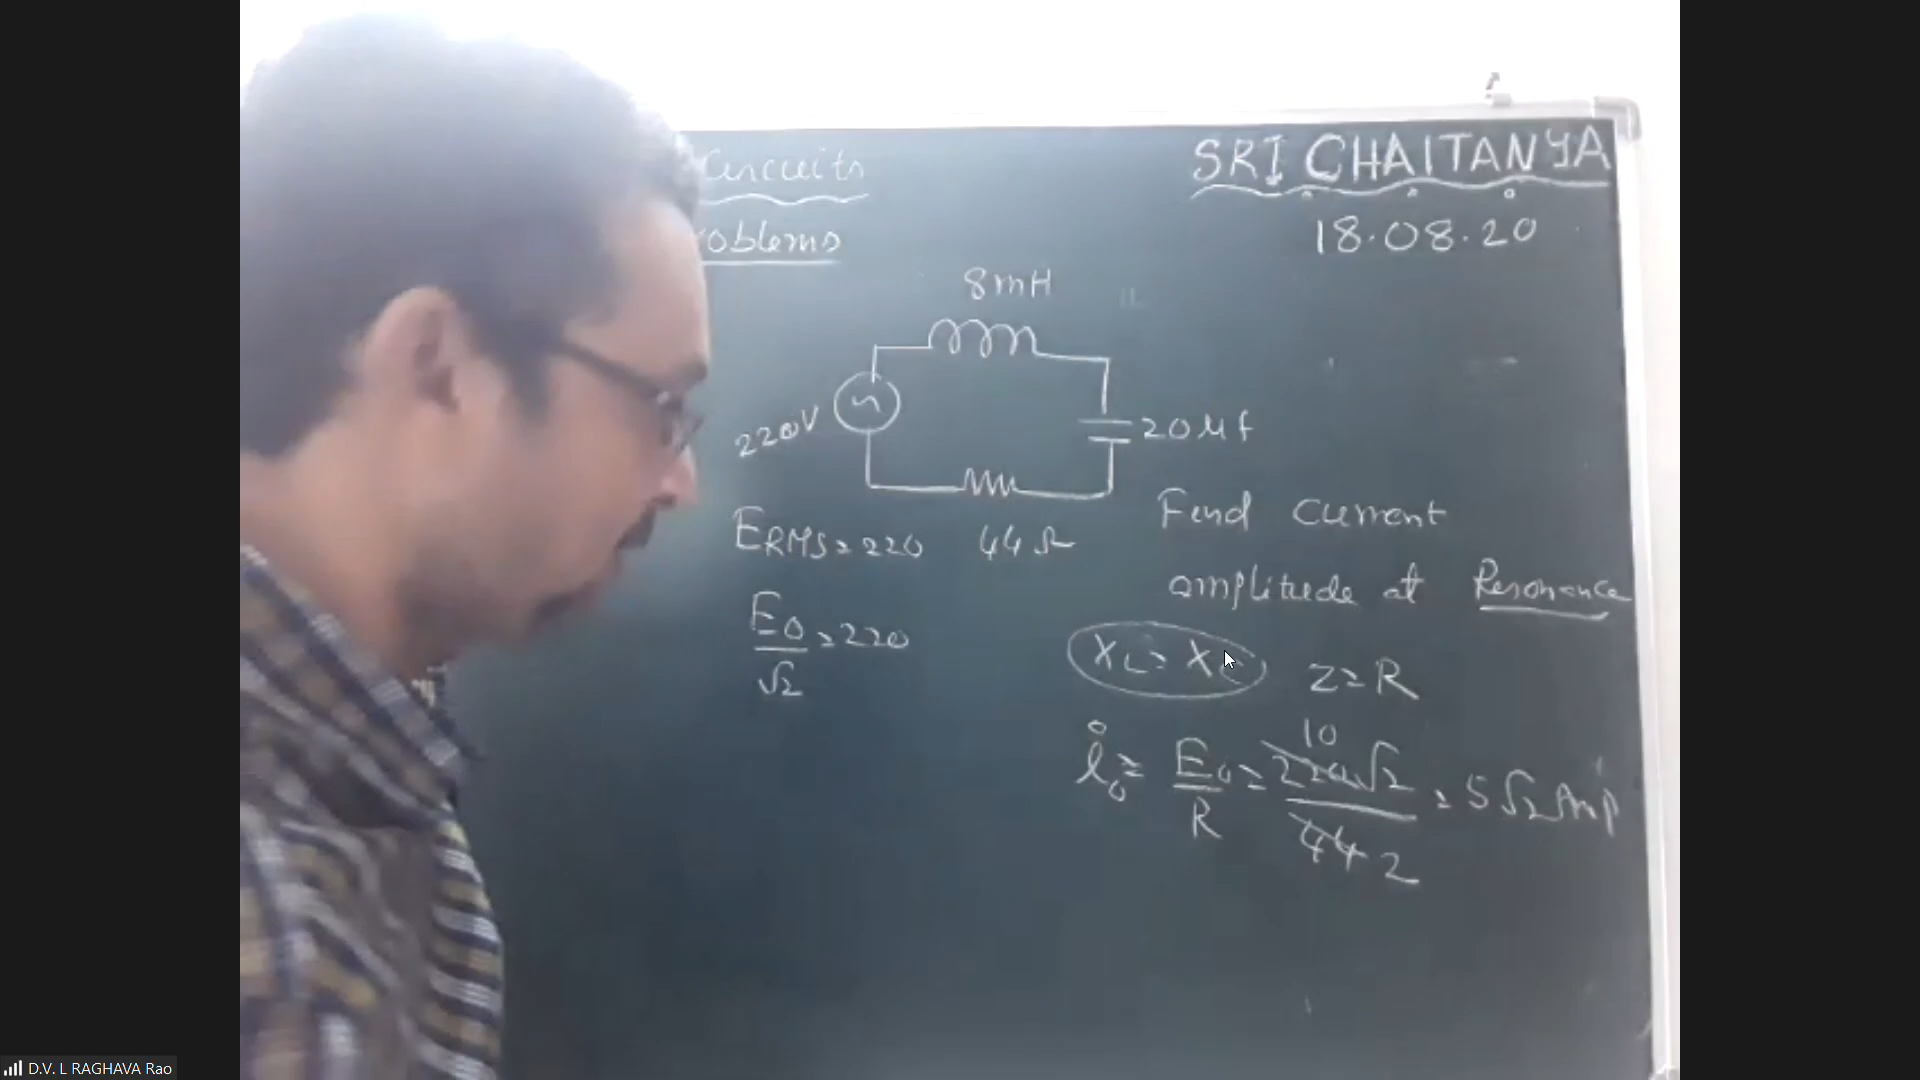 Circuits
SRI CHAITANYA
18.08.20
oblems
8mH
220V
20μf
44Ω
ERMS = 220
E0/√2 = 220
Find current
amplitude at Resonance
XL = XC
Z = R
i0 = E0/R = 220√2/44 = 5√2 Amp
10
2
D.V. L RAGHAVA Rao